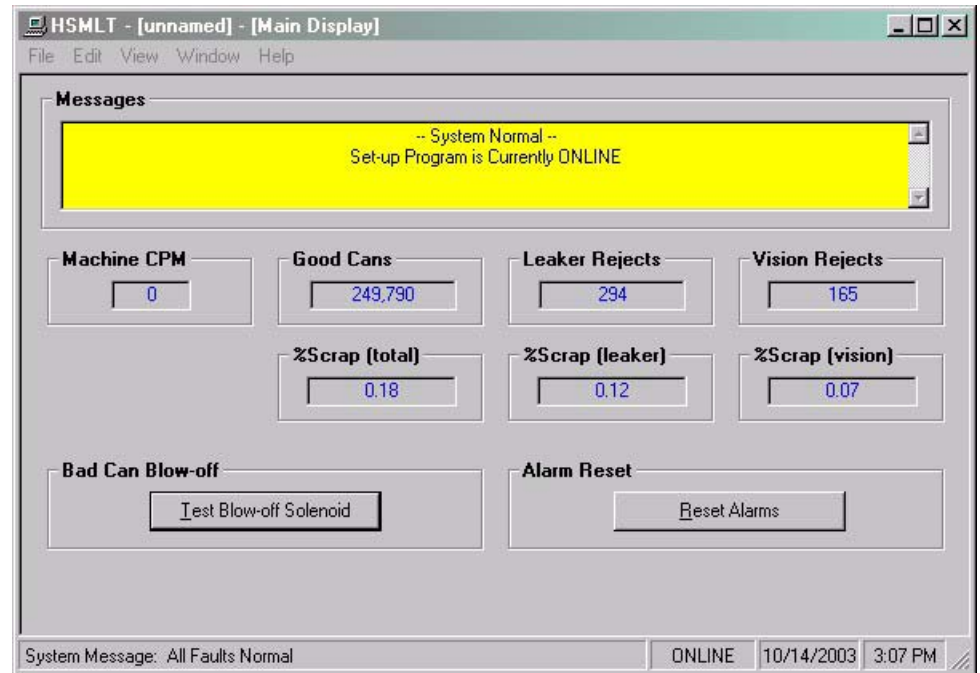 HSMLT - [unnamed] - [Main Display]
File Edit View Window Help
Messages
-- System Normal --
Set-up Program is Currently ONLINE
Machine CPM
0
Good Cans
249,790
Leaker Rejects
294
Vision Rejects
165
%Scrap (total)
0.18
%Scrap (leaker)
0.12
%Scrap (vision)
0.07
Bad Can Blow-off
Test Blow-off Solenoid
Alarm Reset
Reset Alarms
System Message: All Faults Normal
ONLINE
10/14/2003
3:07 PM